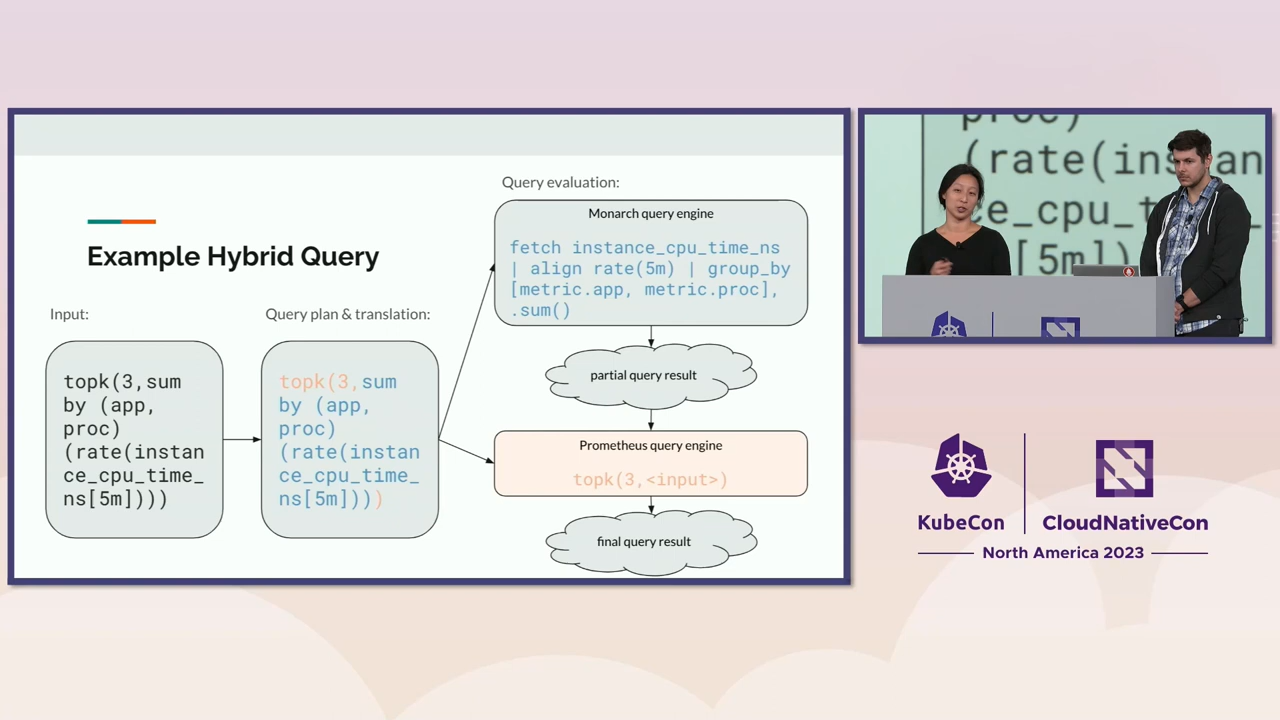 Example Hybrid Query
Input:
topk(3,sum
by (app,
proc)
(rate(instan
ce_cpu_time_
ns[5m])))
Query plan & translation:
topk(3,sum
by (app,
proc)
(rate(instan
ce_cpu_time_
ns[5m])))
Query evaluation:
Monarch query engine
fetch instance_cpu_time_ns
| align rate(5m) | group_by
[metric.app, metric.proc],
.sum()
partial query result
Prometheus query engine
topk(3,<input>)
final query result
proc)
(rate(instan
ce_cpu_t
[5m])
KubeCon
CloudNativeCon
North America 2023